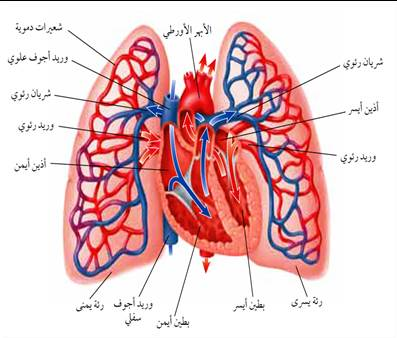 شعيرات دموية
الأبهر الأورطي
وريد أجوف علوي
شريان رئوي
شريان رئوي
أذين أيسر
وريد رئوي
وريد رئوي
أذين أيمن
رئة يمنى
وريد أجوف
سفلي
بطين أيمن
بطين أيسر
رئة يسرى